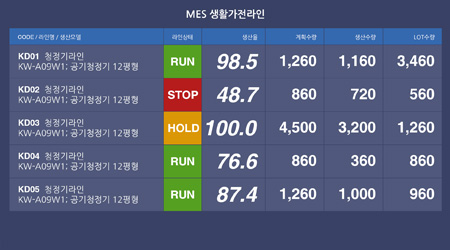 MES 생활가전라인
CODE / 라인명 / 생산모델 라인상태 생산율 계획수량 생산수량 LOT수량
KD01 청정기라인
KW-A09W1; 공기청정기 12평형 RUN 98.5 1,260 1,160 3,460
KD02 청정기라인
KW-A09W1; 공기청정기 12평형 STOP 48.7 860 720 560
KD03 청정기라인
KW-A09W1; 공기청정기 12평형 HOLD 100.0 4,500 3,200 1,260
KD04 청정기라인
KW-A09W1; 공기청정기 12평형 RUN 76.6 860 360 860
KD05 청정기라인
KW-A09W1; 공기청정기 12평형 RUN 87.4 1,260 1,000 960